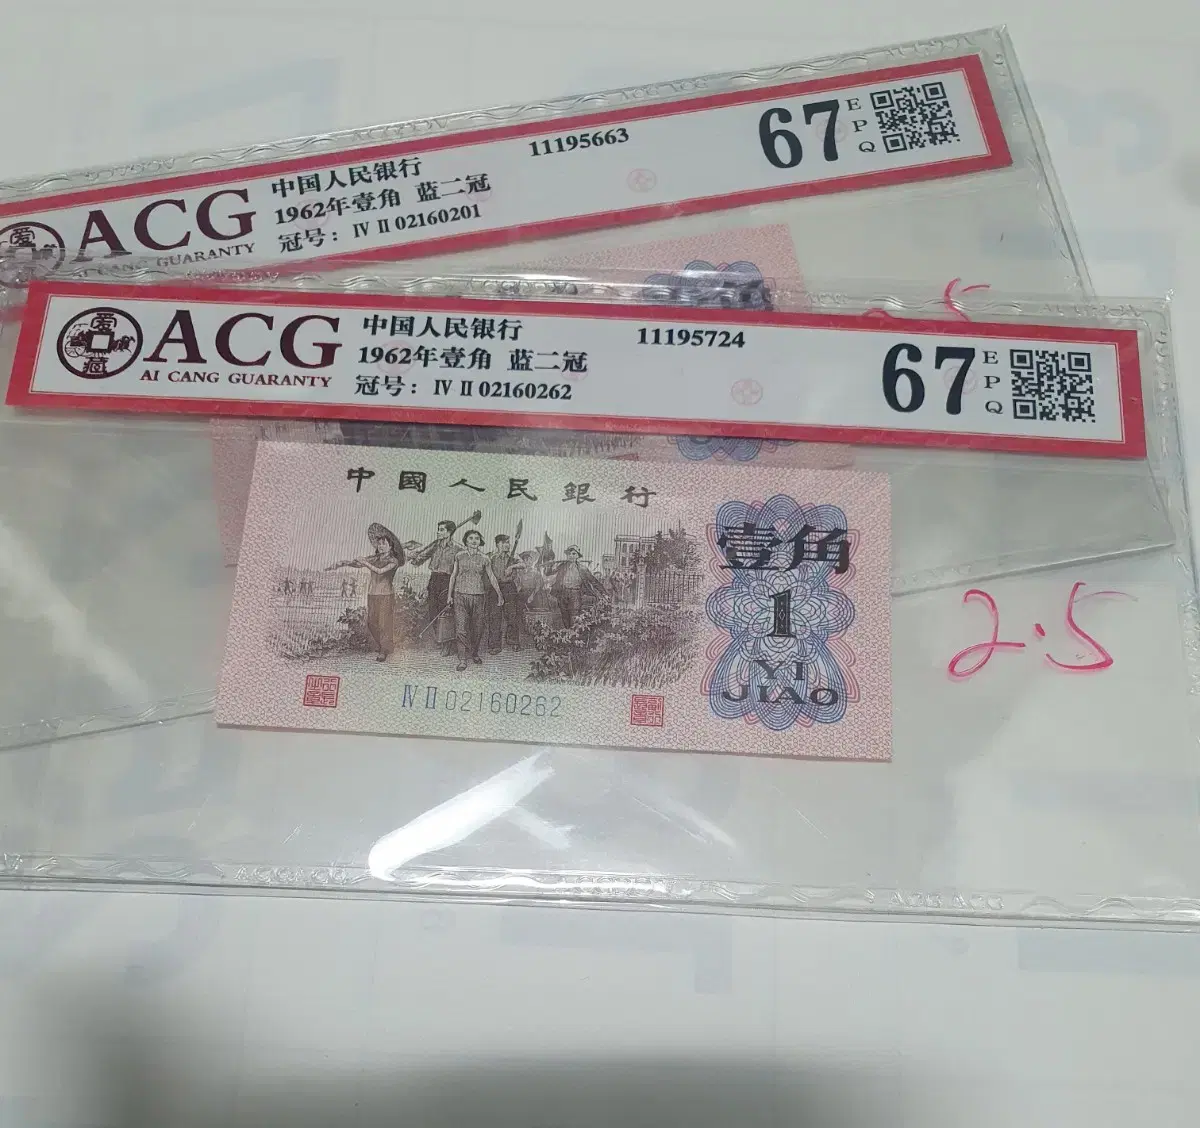 ACG
AI CANG GUARANTY
中国人民银行
1962年壹角 蓝二冠
冠号：Ⅳ Ⅱ 02160201
11195663
67
E
P
Q
爱
藏
ACG
AI CANG GUARANTY
中国人民银行
1962年壹角 蓝二冠
冠号：Ⅳ Ⅱ 02160262
11195724
67
E
P
Q
中國人民銀行
壹角
1
YI
JIAO
Ⅳ Ⅱ 02160262
2.5